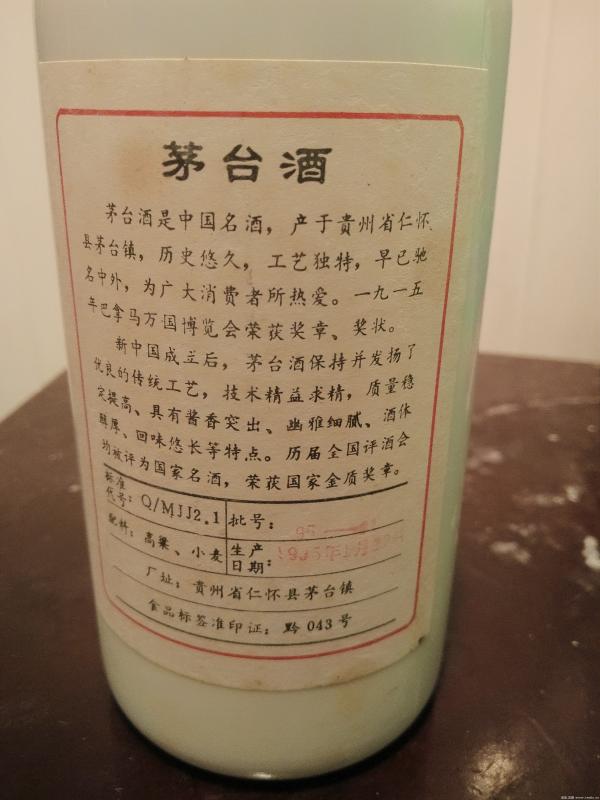 茅台酒
茅台酒是中国名酒，产于貴州省仁怀
县茅台镇，历史悠久，工艺独特，早已驰
名中外，为广大消费者所热爱。一九一五
年巴拿马万国博览会荣获奖章、奖状。
新中国成立后，茅台酒保持并发扬了
优良的传统工艺，技术精益求精，质量稳
定提高、具有酱香突出、幽雅细腻、酒体
醇厚、回味悠长等特点。历届全国评酒会
均被评为国家名酒，荣获国家金质奖章。
标准代号：Q/MJJ2.1 批号：
配料：高粱、小麦 生产日期：
厂址：貴州省仁怀县茅台镇
食品标签准印证：黔043号